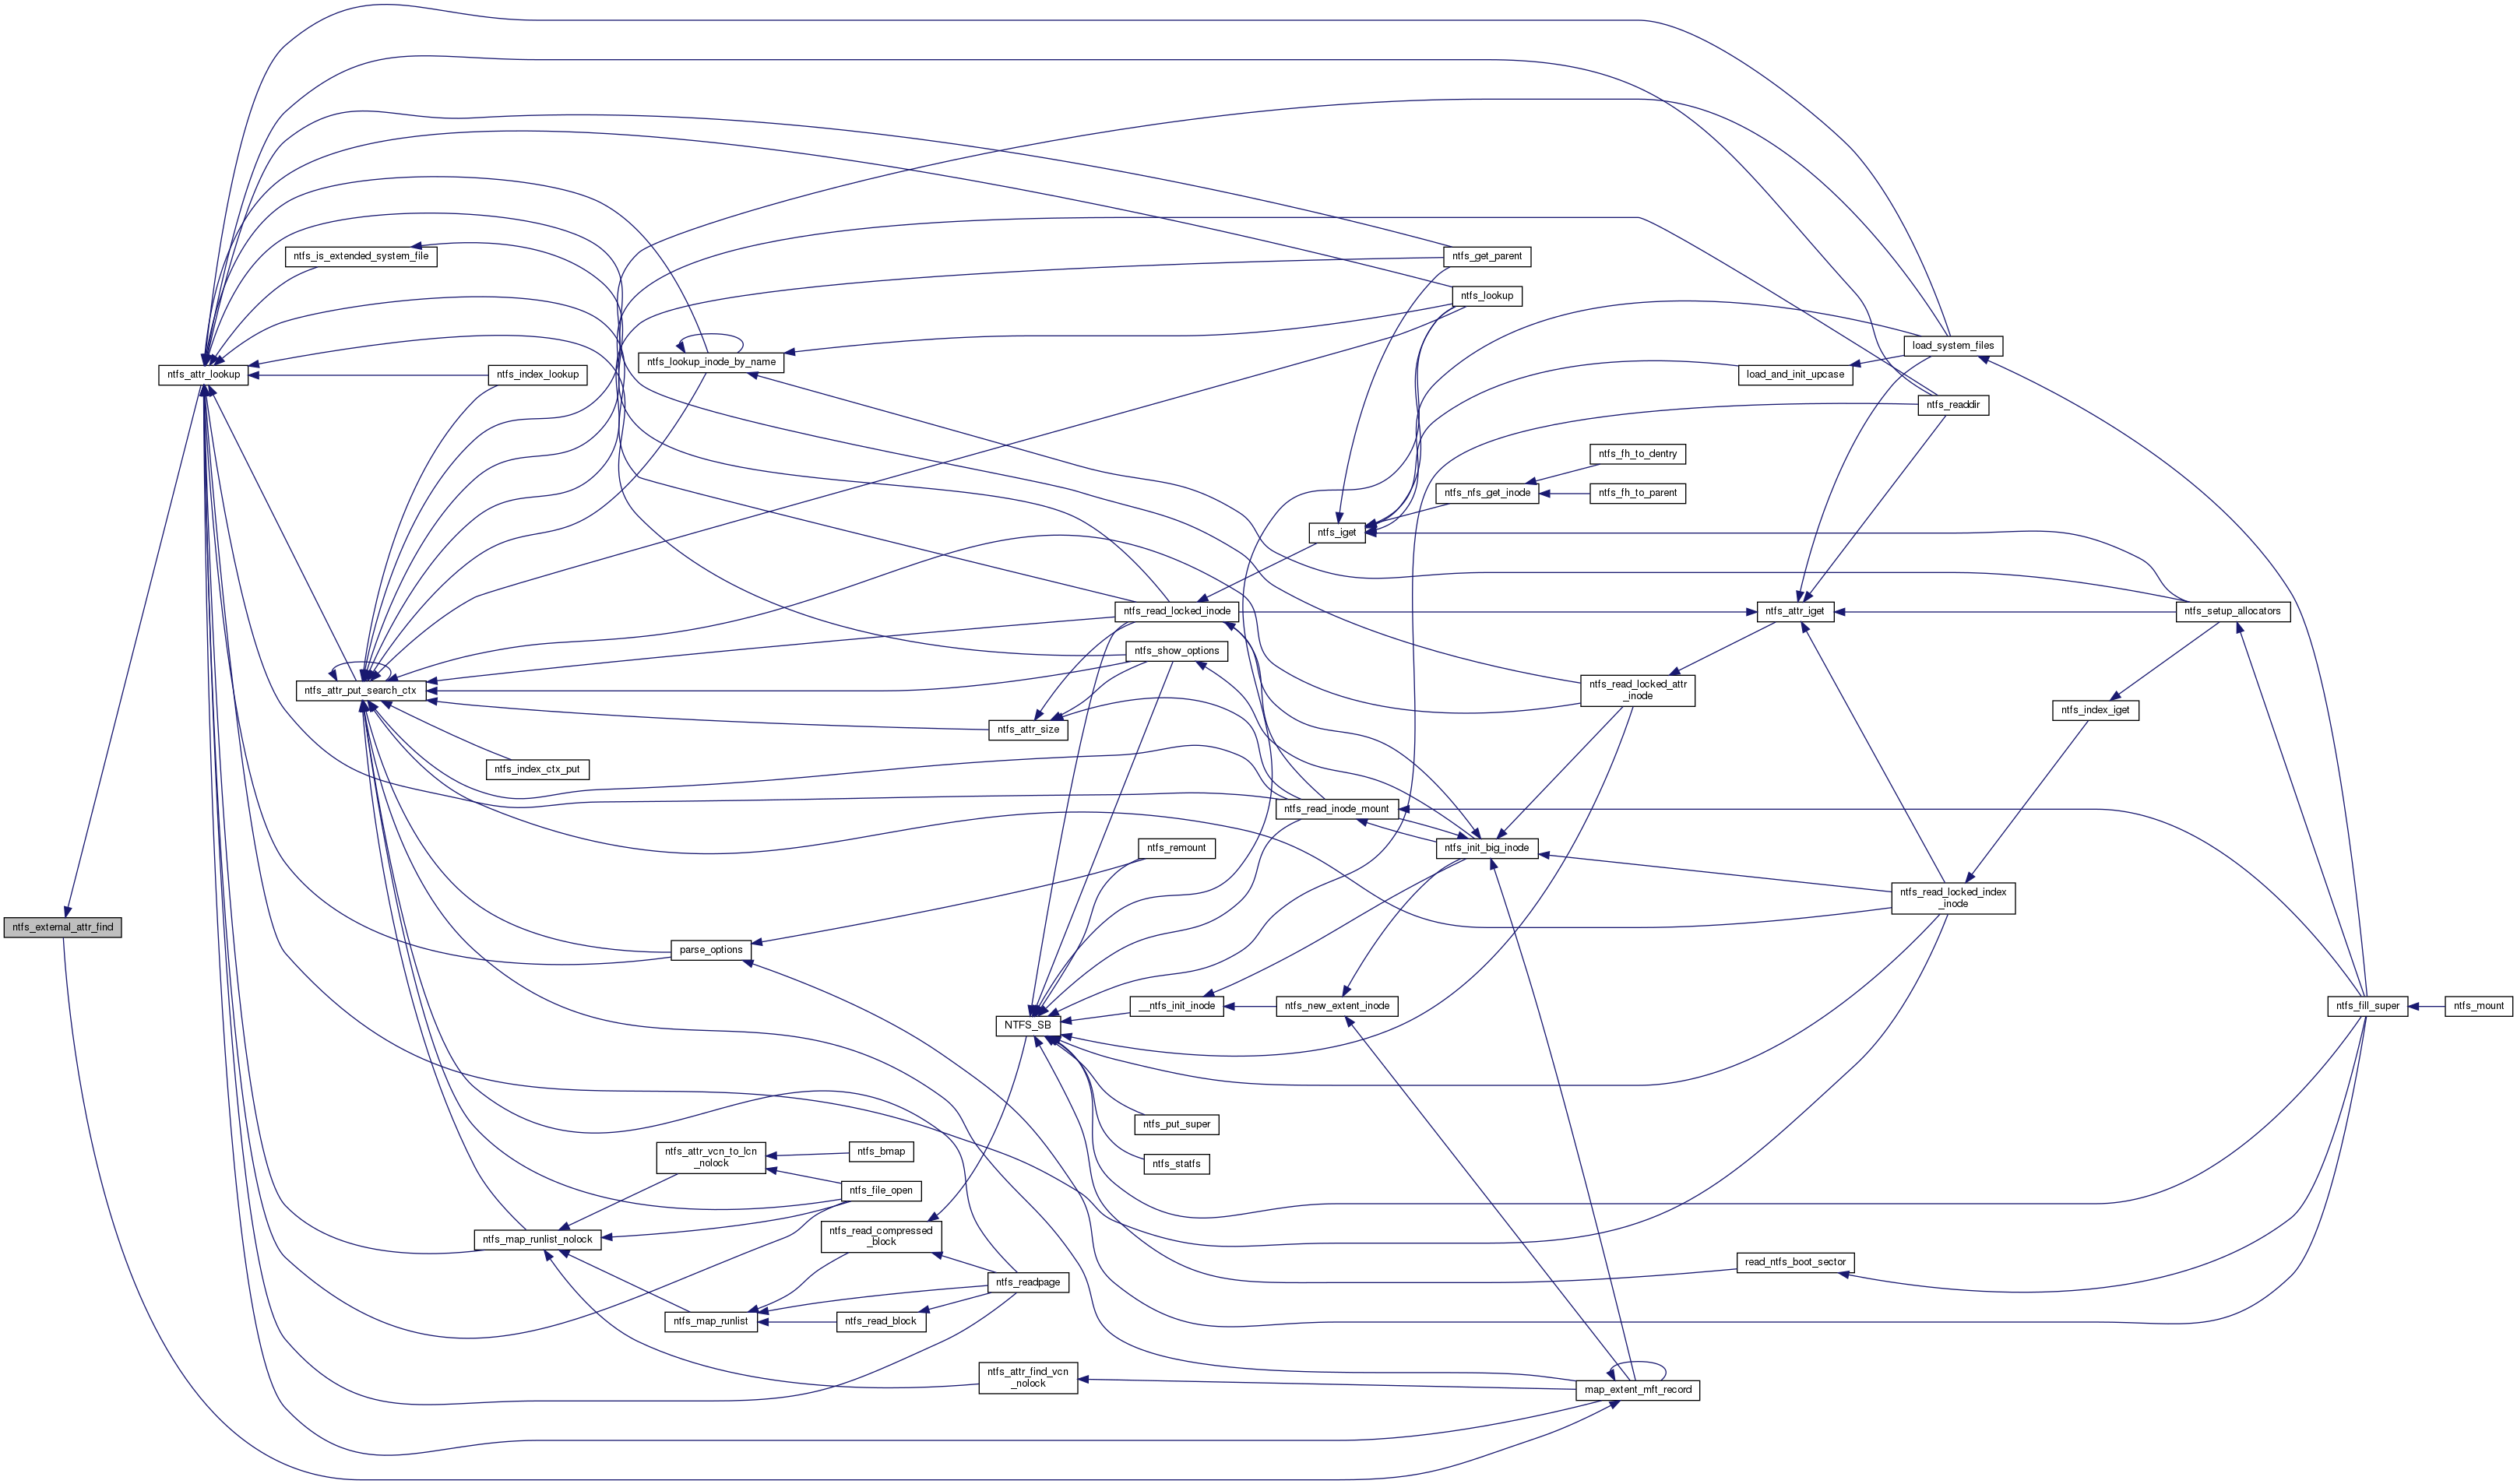 ntfs_is_extended_system_file
ntfs_get_parent
ntfs_lookup
load_system_files
ntfs_lookup_inode_by_name
ntfs_attr_lookup
ntfs_index_lookup
load_and_init_upcase
ntfs_readdir
ntfs_fh_to_dentry
ntfs_nfs_get_inode
ntfs_fh_to_parent
ntfs_iget
ntfs_read_locked_inode
ntfs_attr_iget
ntfs_setup_allocators
ntfs_show_options
ntfs_attr_put_search_ctx
ntfs_read_locked_attr
_inode
ntfs_index_iget
ntfs_attr_size
ntfs_index_ctx_put
ntfs_read_inode_mount
ntfs_remount
ntfs_init_big_inode
ntfs_read_locked_index
_inode
ntfs_external_attr_find
parse_options
__ntfs_init_inode
ntfs_new_extent_inode
ntfs_fill_super
ntfs_mount
NTFS_SB
ntfs_put_super
ntfs_attr_vcn_to_lcn
_nolock
ntfs_bmap
ntfs_statfs
ntfs_file_open
ntfs_map_runlist_nolock
ntfs_read_compressed
_block
read_ntfs_boot_sector
ntfs_readpage
ntfs_map_runlist
ntfs_read_block
ntfs_attr_find_vcn
_nolock
map_extent_mft_record